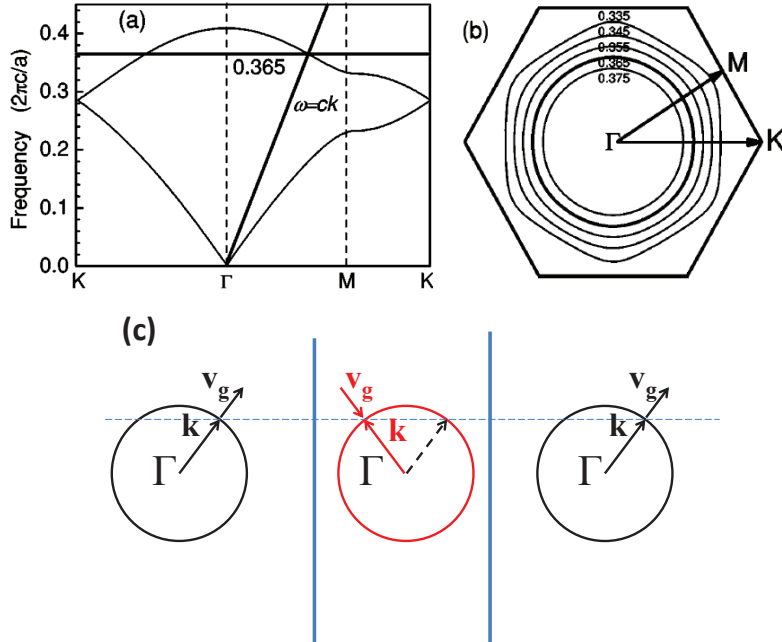 (a)
0.4
0.3
0.2
0.1
0.0
Frequency (2πc/a)
0.365
ω=ck
K
Γ
M
K
(b)
0.335
0.345
0.355
0.365
0.375
M
Γ
K
(c)
v_g
k
Γ
v_g
k
Γ
v_g
k
Γ